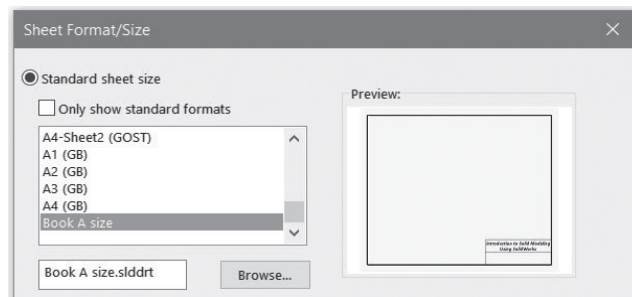 Sheet Format/Size
Standard sheet size
Only show standard formats
A4-Sheet2 (GOST)
A1 (GB)
A2 (GB)
A3 (GB)
A4 (GB)
Book A size
Book A size.slddrt
Browse...
Preview:
Introduction to Solid Modeling
Using SolidWorks